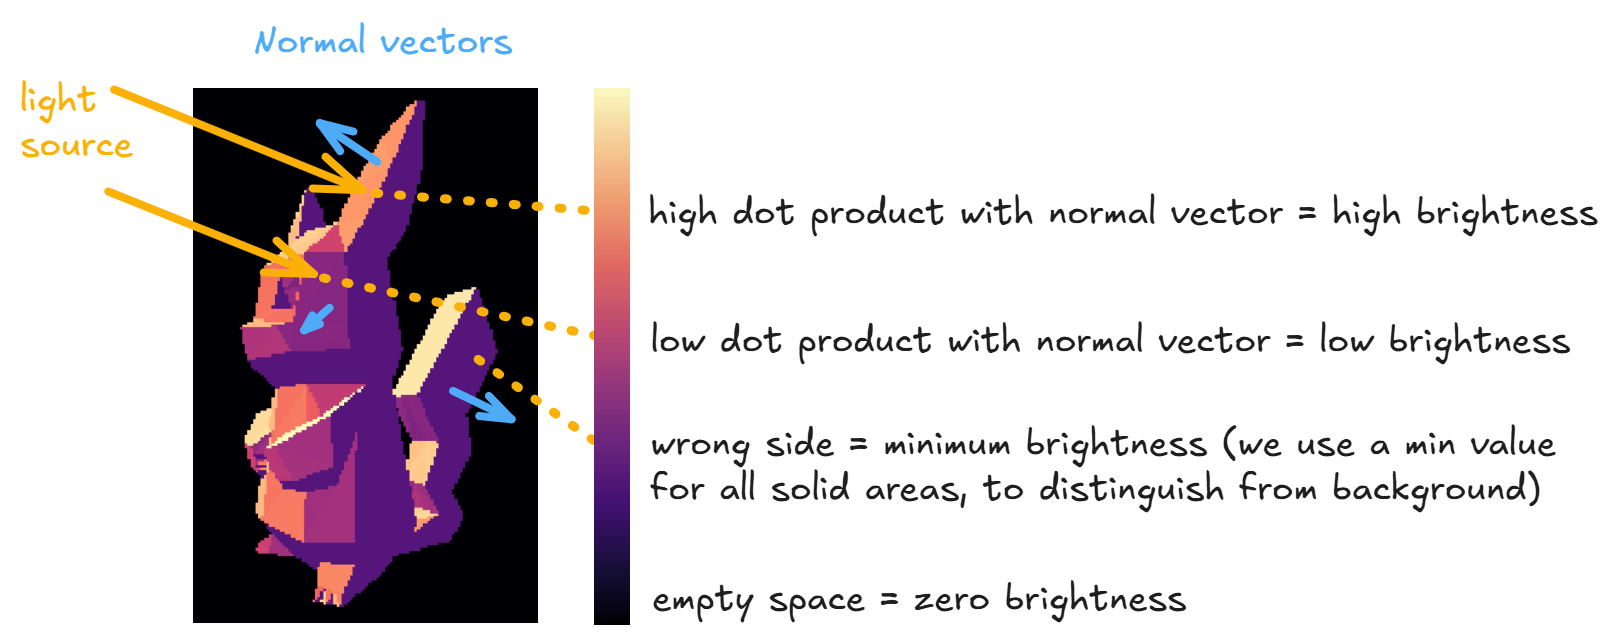 Normal vectors
light
source
high dot product with normal vector = high brightness
low dot product with normal vector = low brightness
wrong side = minimum brightness (we use a min value
for all solid areas, to distinguish from background)
empty space = zero brightness